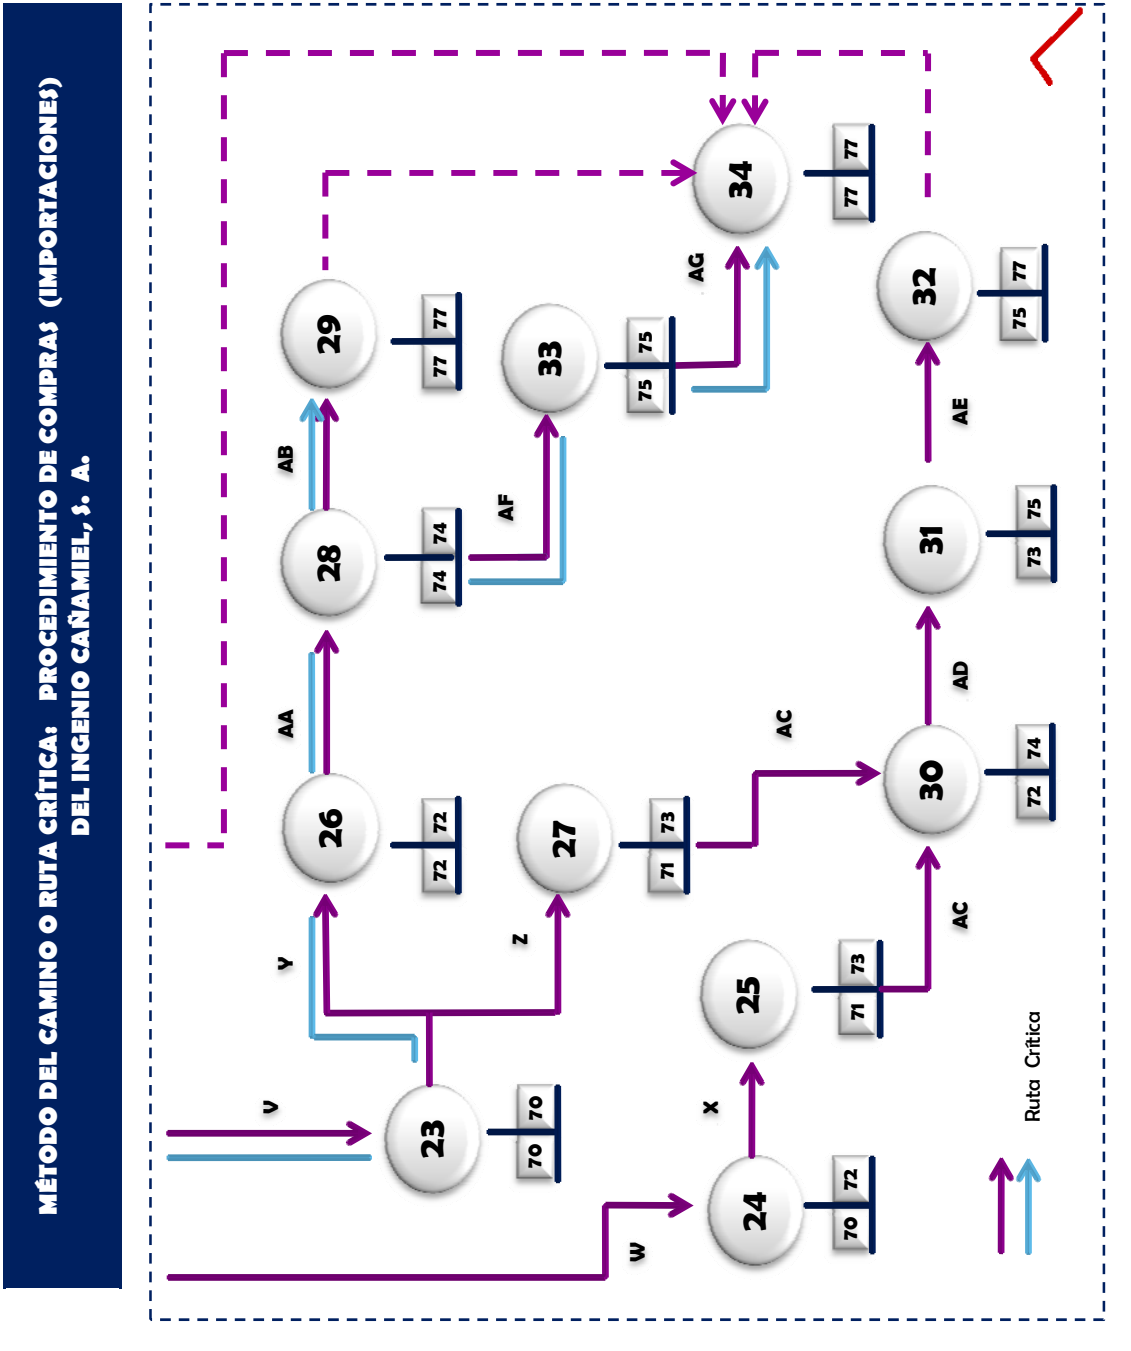 MÉTODO DEL CAMINO O RUTA CRÍTICA: PROCEDIMIENTO DE COMPRAS (IMPORTACIONES)
DEL INGENIO CAÑAMIEL, S. A.
V
Y
AA
AB
26
28
29
23
72 72
74 74
77 77
Z
AF
70 70
27
33
W
71 73
75 75
X
AG
24
25
34
AC
70 72
71 73
77 77
30
31
32
AC
AD
AE
72 74
73 75
75 77
Ruta Crítica